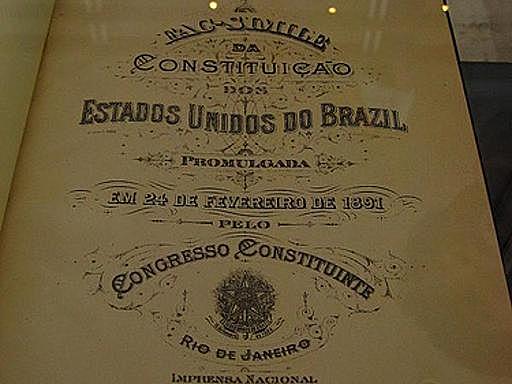 FAC-SIMILE
DA
CONSTITUIÇÃO
DOS
ESTADOS UNIDOS DO BRAZIL
PROMULGADA
EM 24 DE FEVEREIRO DE 1891
PELO
CONGRESSO CONSTITUINTE
RIO DE JANEIRO
IMPRENSA NACIONAL